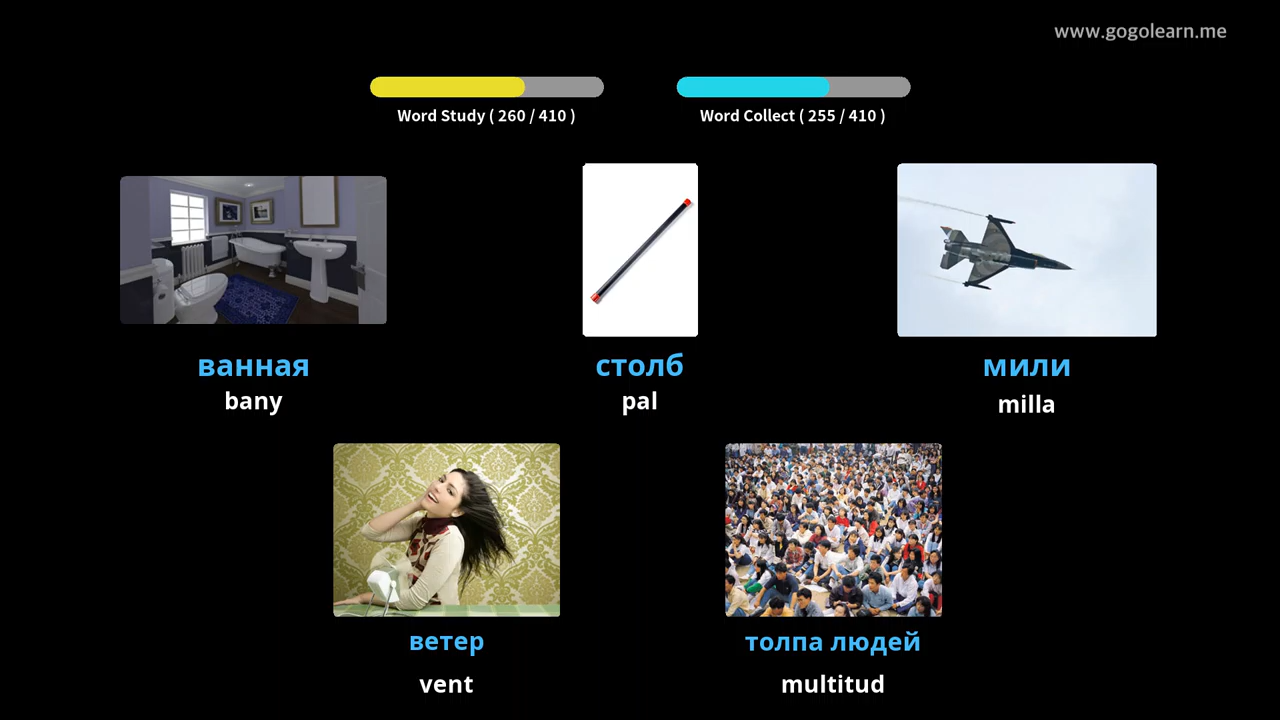 www.gogolearn.me
Word Study ( 260 / 410 )
Word Collect ( 255 / 410 )
ванная
bany
столб
pal
мили
milla
ветер
vent
толпа людей
multitud